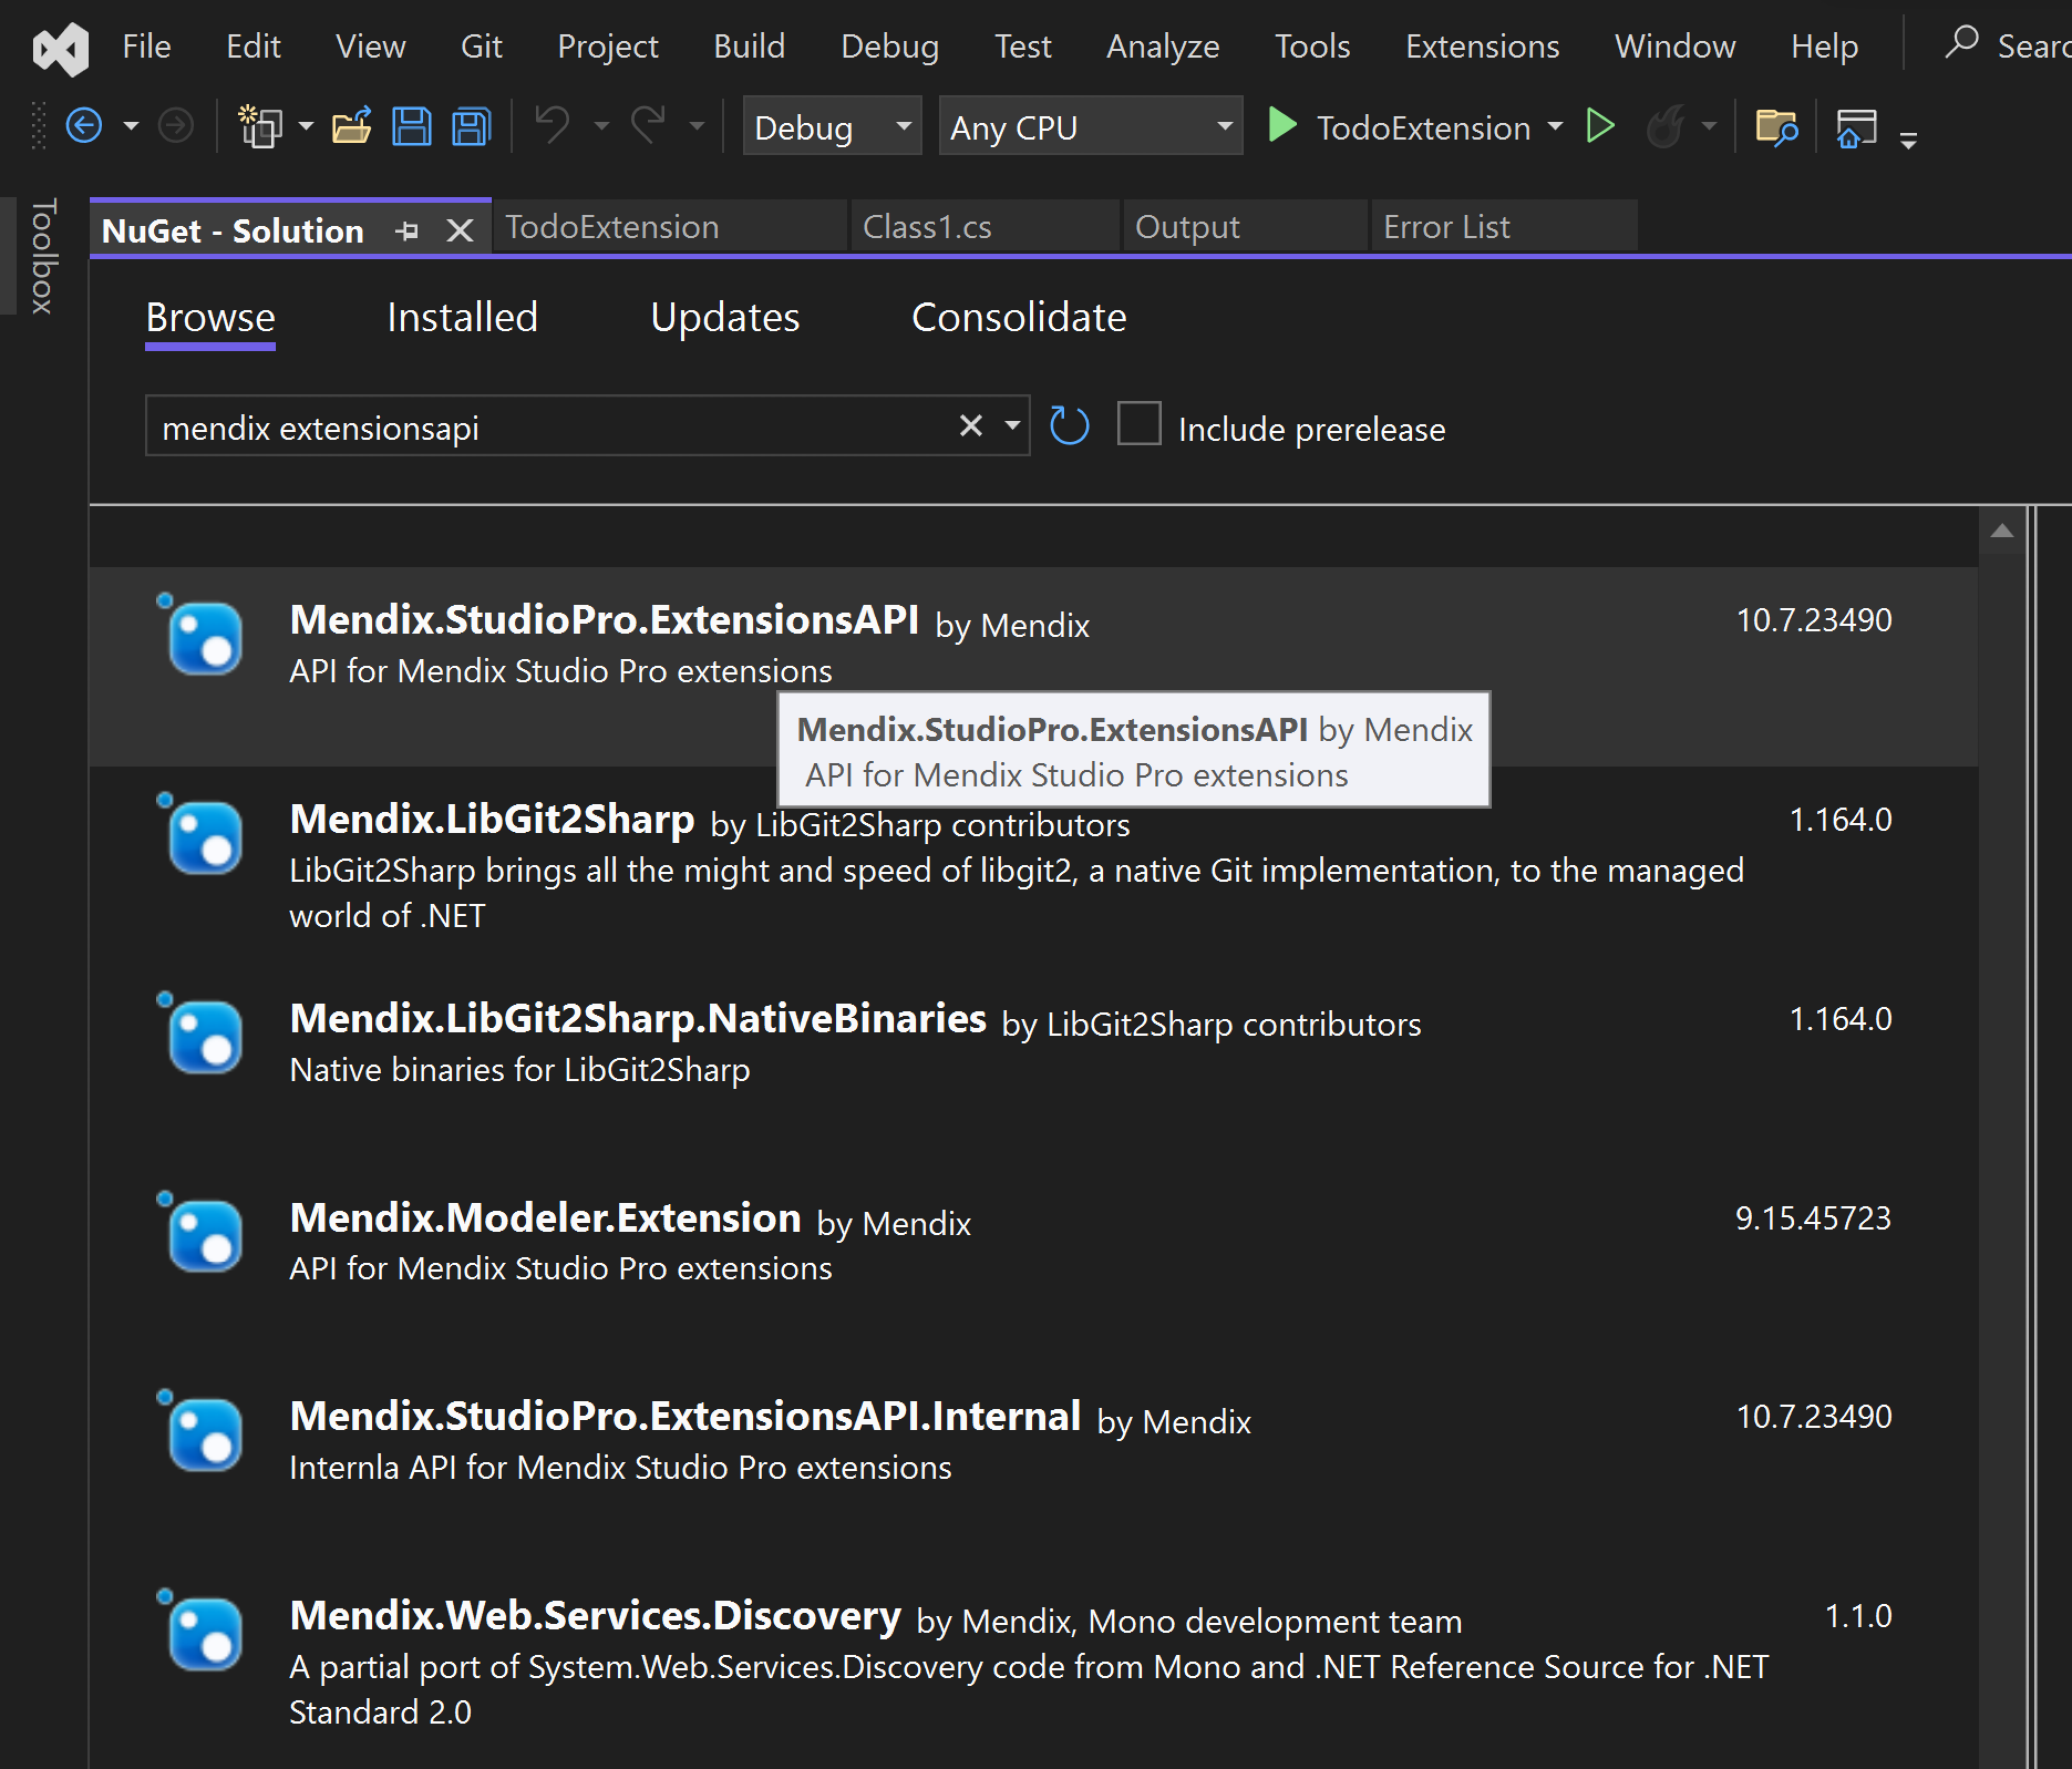 File Edit View Git Project Build Debug Test Analyze Tools Extensions Window Help
Debug Any CPU TodoExtension
Toolbox
NuGet - Solution TodoExtension Class1.cs Output Error List
Browse Installed Updates Consolidate
mendix extensionsapi Include prerelease
Mendix.StudioPro.ExtensionsAPI by Mendix 10.7.23490
API for Mendix Studio Pro extensions
Mendix.StudioPro.ExtensionsAPI by Mendix
API for Mendix Studio Pro extensions
Mendix.LibGit2Sharp by LibGit2Sharp contributors 1.164.0
LibGit2Sharp brings all the might and speed of libgit2, a native Git implementation, to the managed
world of .NET
Mendix.LibGit2Sharp.NativeBinaries by LibGit2Sharp contributors 1.164.0
Native binaries for LibGit2Sharp
Mendix.Modeler.Extension by Mendix 9.15.45723
API for Mendix Studio Pro extensions
Mendix.StudioPro.ExtensionsAPI.Internal by Mendix 10.7.23490
Internla API for Mendix Studio Pro extensions
Mendix.Web.Services.Discovery by Mendix, Mono development team 1.1.0
A partial port of System.Web.Services.Discovery code from Mono and .NET Reference Source for .NET
Standard 2.0